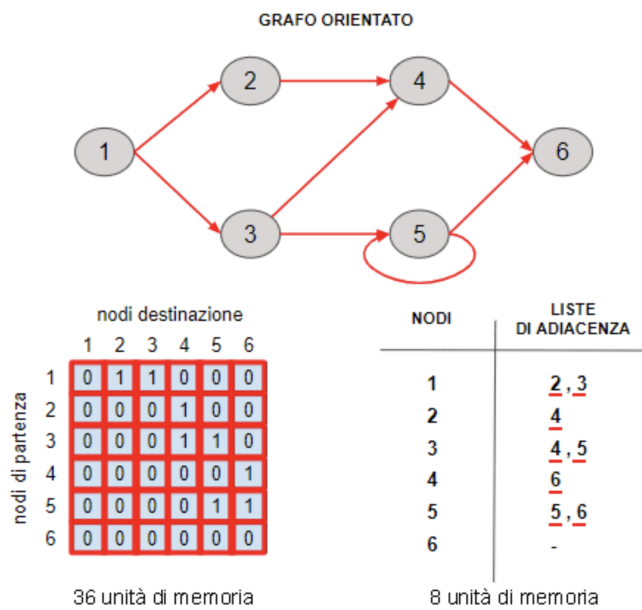 GRAFO ORIENTATO
2 4
1 6
3 5
nodi destinazione
1 2 3 4 5 6
nodi di partenza
1 0 1 1 0 0 0
2 0 0 0 1 0 0
3 0 0 0 1 1 0
4 0 0 0 0 0 1
5 0 0 0 0 1 1
6 0 0 0 0 0 0
36 unità di memoria
NODI LISTE
DI ADIACENZA
1 2 , 3
2 4
3 4 , 5
4 6
5 5 , 6
6 -
8 unità di memoria